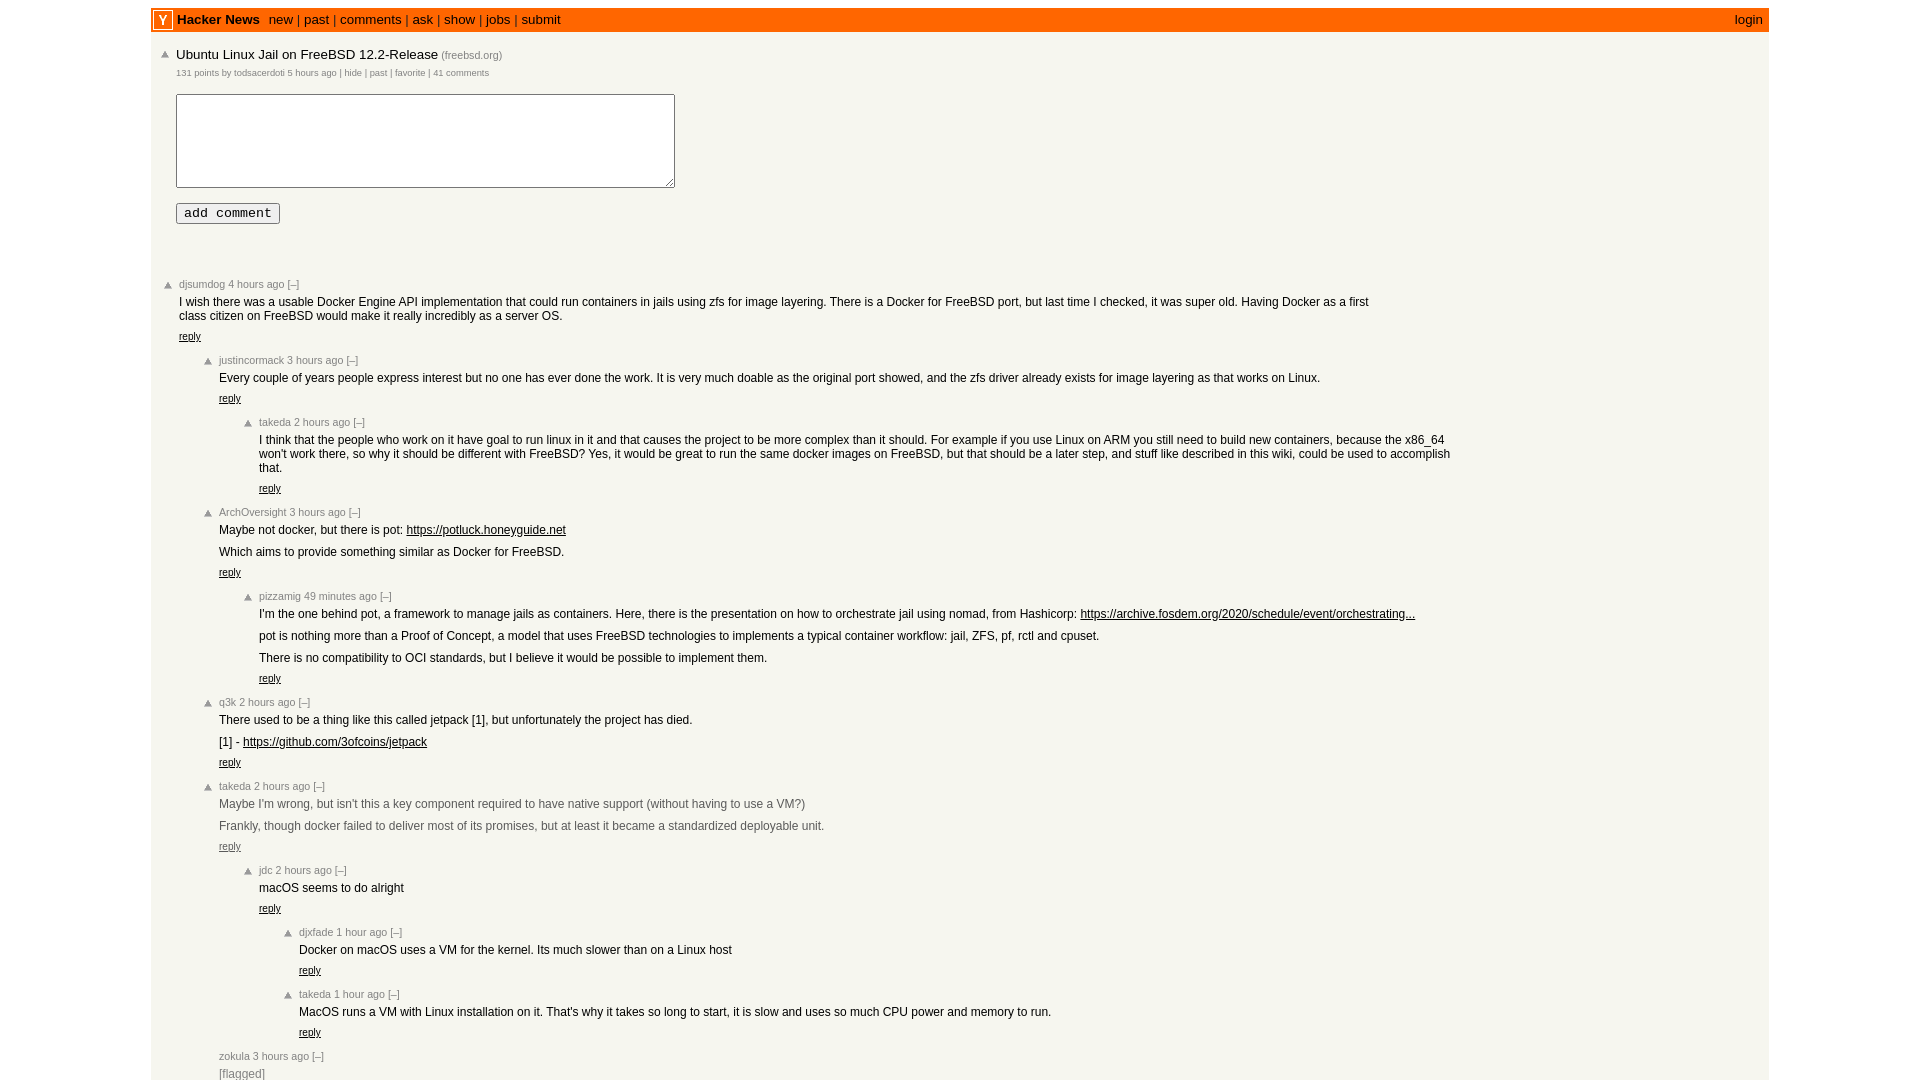 Y Hacker News new | past | comments | ask | show | jobs | submit login
Ubuntu Linux Jail on FreeBSD 12.2-Release (freebsd.org)
131 points by todsacerdoti 5 hours ago | hide | past | favorite | 41 comments
add comment
djsumdog 4 hours ago [–]
I wish there was a usable Docker Engine API implementation that could run containers in jails using zfs for image layering. There is a Docker for FreeBSD port, but last time I checked, it was super old. Having Docker as a first
class citizen on FreeBSD would make it really incredibly as a server OS.
reply
justincormack 3 hours ago [–]
Every couple of years people express interest but no one has ever done the work. It is very much doable as the original port showed, and the zfs driver already exists for image layering as that works on Linux.
reply
takeda 2 hours ago [–]
I think that the people who work on it have goal to run linux in it and that causes the project to be more complex than it should. For example if you use Linux on ARM you still need to build new containers, because the x86_64
won't work there, so why it should be different with FreeBSD? Yes, it would be great to run the same docker images on FreeBSD, but that should be a later step, and stuff like described in this wiki, could be used to accomplish
that.
reply
ArchOversight 3 hours ago [–]
Maybe not docker, but there is pot: https://potluck.honeyguide.net
Which aims to provide something similar as Docker for FreeBSD.
reply
pizzamig 49 minutes ago [–]
I'm the one behind pot, a framework to manage jails as containers. Here, there is the presentation on how to orchestrate jail using nomad, from Hashicorp: https://archive.fosdem.org/2020/schedule/event/orchestrating...
pot is nothing more than a Proof of Concept, a model that uses FreeBSD technologies to implements a typical container workflow: jail, ZFS, pf, rctl and cpuset.
There is no compatibility to OCI standards, but I believe it would be possible to implement them.
reply
q3k 2 hours ago [–]
There used to be a thing like this called jetpack [1], but unfortunately the project has died.
[1] - https://github.com/3ofcoins/jetpack
reply
takeda 2 hours ago [–]
Maybe I'm wrong, but isn't this a key component required to have native support (without having to use a VM?)
Frankly, though docker failed to deliver most of its promises, but at least it became a standardized deployable unit.
reply
jdc 2 hours ago [–]
macOS seems to do alright
reply
djxfade 1 hour ago [–]
Docker on macOS uses a VM for the kernel. Its much slower than on a Linux host
reply
takeda 1 hour ago [–]
MacOS runs a VM with Linux installation on it. That's why it takes so long to start, it is slow and uses so much CPU power and memory to run.
reply
zokula 3 hours ago [–]
[flagged]